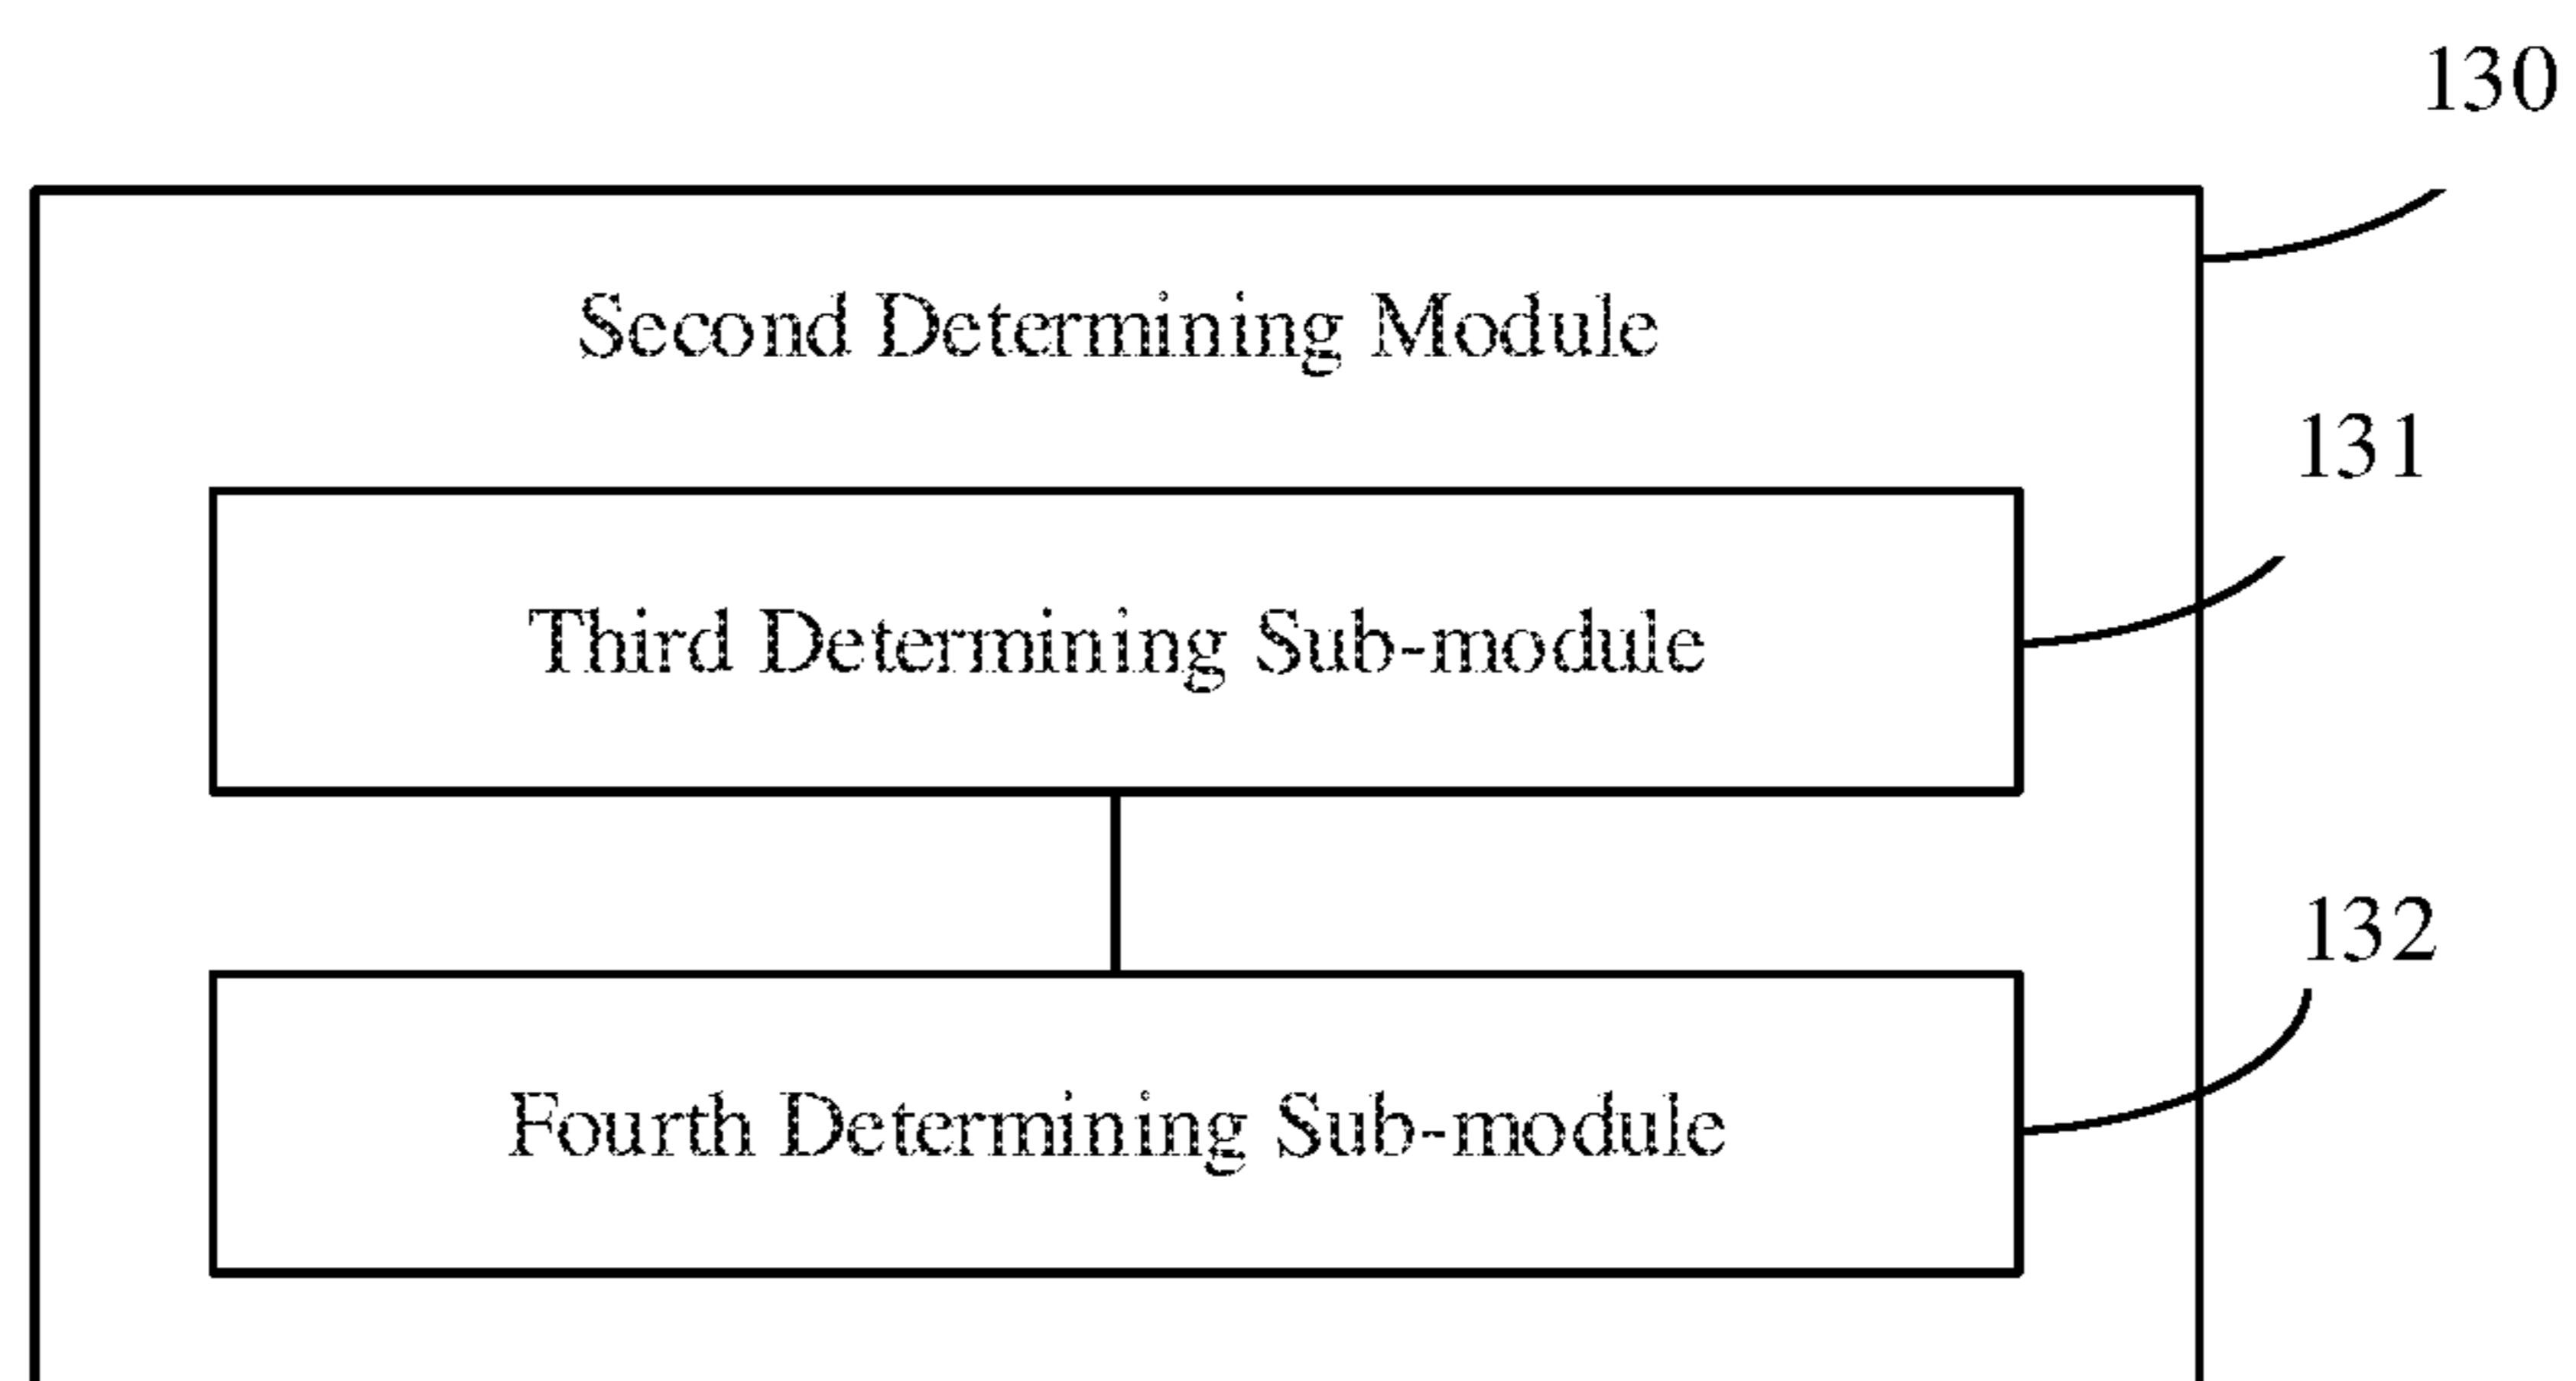 130
Second Determining Module
131
Third Determining Sub-module
132
Fourth Determining Sub-module